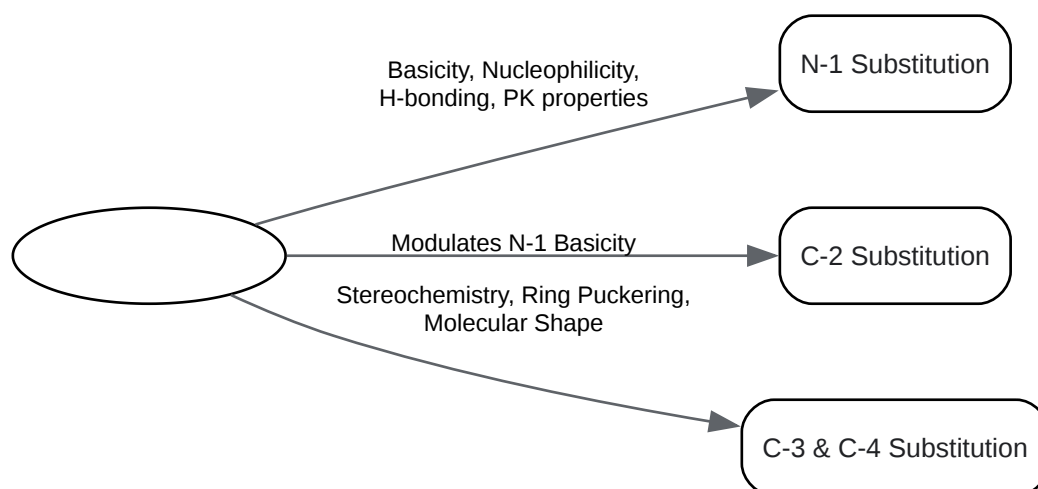 Basicity, Nucleophilicity,
H-bonding, PK properties
N-1 Substitution
Modulates N-1 Basicity
C-2 Substitution
Stereochemistry, Ring Puckering,
Molecular Shape
C-3 & C-4 Substitution